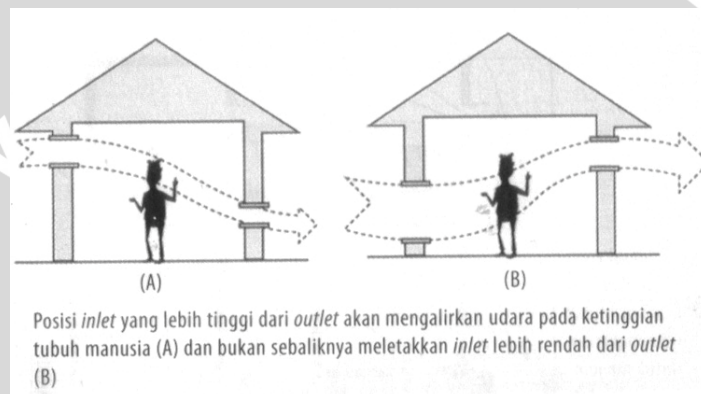 (A) (B)
Posisi inlet yang lebih tinggi dari outlet akan mengalirkan udara pada ketinggian
tubuh manusia (A) dan bukan sebaliknya meletakkan inlet lebih rendah dari outlet
(B)